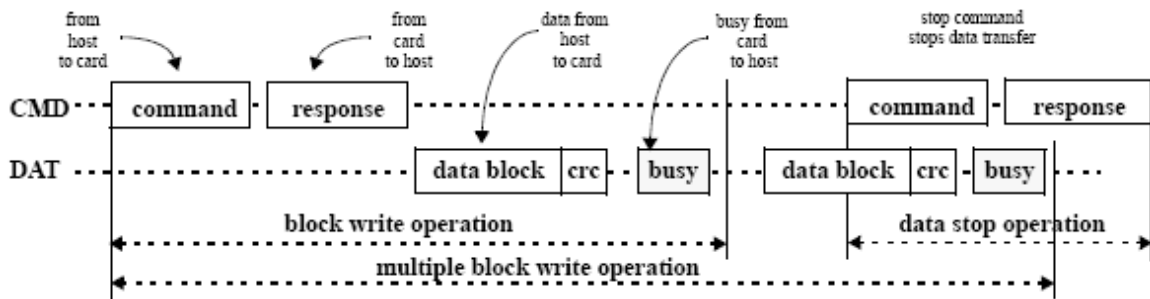 from
host
to card
from
card
to host
data from
host
to card
busy from
card
to host
stop command
stops data transfer
CMD command response command response
DAT data block crc busy data block crc busy
block write operation data stop operation
multiple block write operation